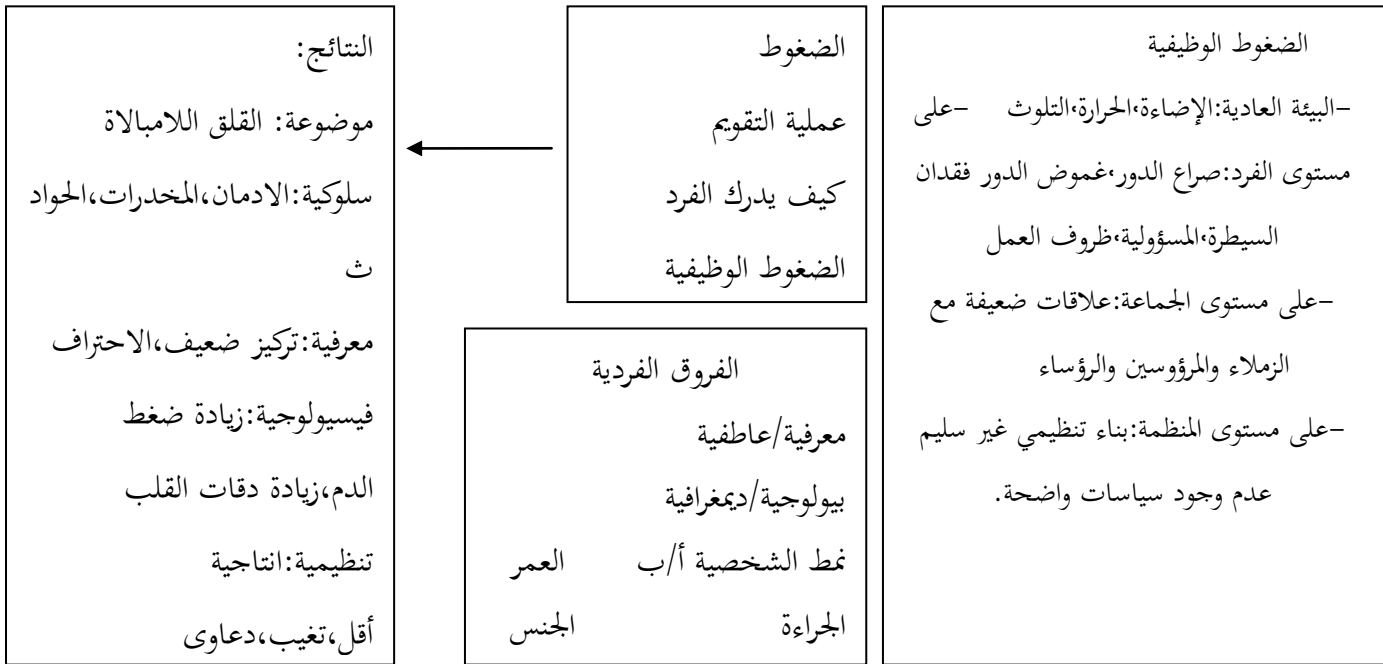 الضغوط الوظيفية
-البيئة العادية:الإضاءة،الحرارة،التلوث -على
مستوى الفرد:صراع الدور،غموض الدور فقدان
السيطرة،المسؤولية،ظروف العمل
-على مستوى الجماعة:علاقات ضعيفة مع
الزملاء والمرؤوسين والرؤساء
-على مستوى المنظمة:بناء تنظيمي غير سليم
عدم وجود سياسات واضحة.
الضغوط
عملية التقويم
كيف يدرك الفرد
الضغوط الوظيفية
الفروق الفردية
معرفية/عاطفية
بيولوجية/ديمغرافية
نمط الشخصية أ/ب العمر
الجراءة الجنس
النتائج:
موضوعة: القلق اللامبالاة
سلوكية:الادمان،المخدرات،الحواد
ث
معرفية:تركيز ضعيف،الاحتراف
فيسيولوجية:زيادة ضغط
الدم،زيادة دقات القلب
تنظيمية:انتاجية
أقل،تغيب،دعاوى